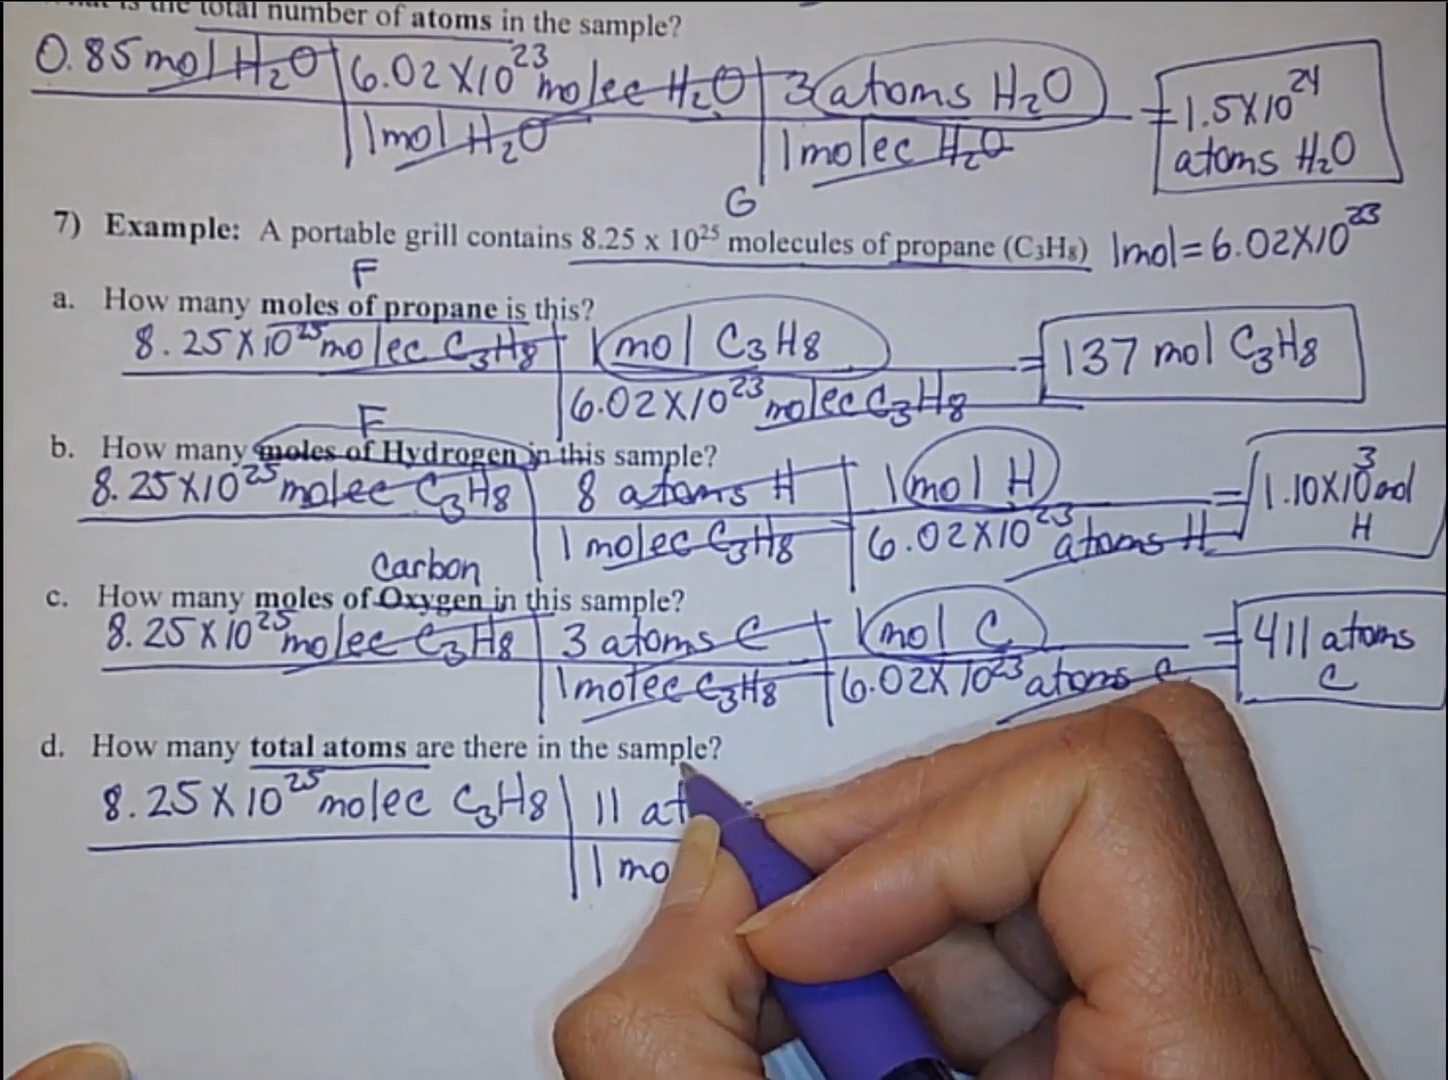 is the total number of atoms in the sample?
0.85 mol H₂O | 6.02 X 10²³ molec H₂O | 3 atoms H₂O = 1.5 X 10²⁴ atoms H₂O
1 mol H₂O | 1 molec H₂O
G
7) Example: A portable grill contains 8.25 x 10²⁵ molecules of propane (C₃H₈) 1mol = 6.02 X 10²³
F
a. How many moles of propane is this?
8.25 X 10²⁵ molec C₃H₈ | 1 mol C₃H₈ = 137 mol C₃H₈
6.02 X 10²³ molec C₃H₈
F
b. How many moles of Hydrogen in this sample?
8.25 X 10²⁵ molec C₃H₈ | 8 atoms H | 1 mol H = 1.10 X 10³ mol H
1 molec C₃H₈ | 6.02 X 10²³ atoms H
Carbon
c. How many moles of Oxygen in this sample?
8.25 X 10²⁵ molec C₃H₈ | 3 atoms C | 1 mol C = 411 atoms C
1 molec C₃H₈ | 6.02 X 10²³ atoms C
d. How many total atoms are there in the sample?
8.25 X 10²⁵ molec C₃H₈ | 11 at
1 mo